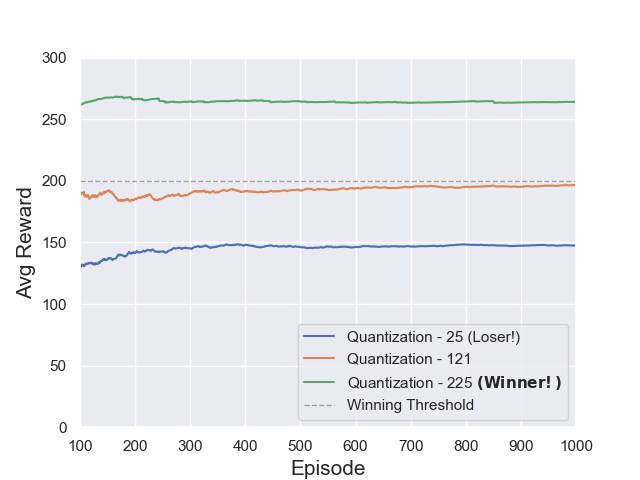 300
250
200
150
100
50
0
Avg Reward
Quantization - 25 (Loser!)
Quantization - 121
Quantization - 225 (Winner! )
Winning Threshold
100 200 300 400 500 600 700 800 900 1000
Episode